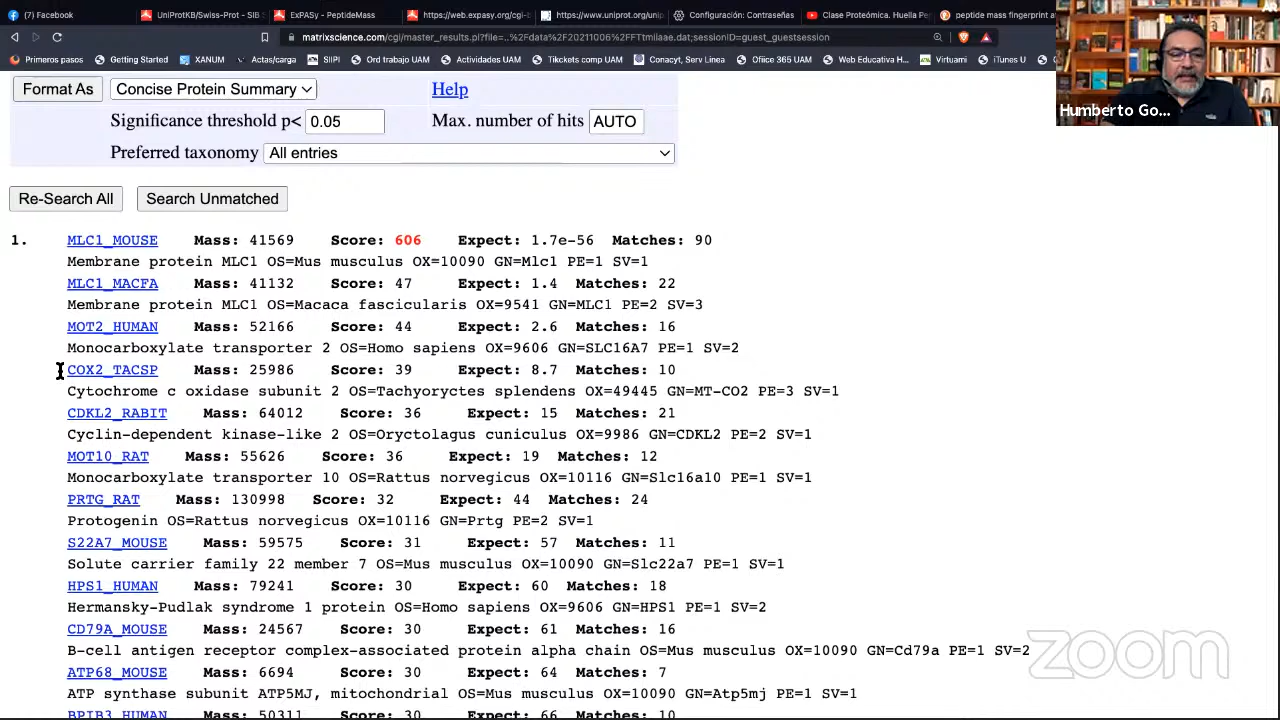 (7) Facebook
UniProtKB/Swiss-Prot - SIB S
ExPASy - PeptideMass
https://web.expasy.org/cgi-b
https://www.uniprot.org/unip
Configuración: Contraseñas
Clase Proteómica. Huella Pe
peptide mass fingerprint at
matrixscience.com/cgi/master_results.pl?file=..%2Fdata%2F20211006%2FFTtmilaae.dat;sessionID=guest_guestsession
Primeros pasos
Getting Started
XANUM
Actas/carga
SIIPI
Ord trabajo UAM
Actividades UAM
Tikckets comp UAM
Conacyt, Serv Linea
Office 365 UAM
Web Educativa H...
Virtuami
iTunes U
Humberto Go...
Format As
Concise Protein Summary
Help
Significance threshold p< 0.05
Max. number of hits AUTO
Preferred taxonomy All entries
Re-Search All Search Unmatched
1. MLC1_MOUSE Mass: 41569 Score: 606 Expect: 1.7e-56 Matches: 90
Membrane protein MLC1 OS=Mus musculus OX=10090 GN=Mlc1 PE=1 SV=1
MLC1_MACFA Mass: 41132 Score: 47 Expect: 1.4 Matches: 22
Membrane protein MLC1 OS=Macaca fascicularis OX=9541 GN=MLC1 PE=2 SV=3
MOT2_HUMAN Mass: 52166 Score: 44 Expect: 2.6 Matches: 16
Monocarboxylate transporter 2 OS=Homo sapiens OX=9606 GN=SLC16A7 PE=1 SV=2
COX2_TACSP Mass: 25986 Score: 39 Expect: 8.7 Matches: 10
Cytochrome c oxidase subunit 2 OS=Tachyoryctes splendens OX=49445 GN=MT-CO2 PE=3 SV=1
CDKL2_RABIT Mass: 64012 Score: 36 Expect: 15 Matches: 21
Cyclin-dependent kinase-like 2 OS=Oryctolagus cuniculus OX=9986 GN=CDKL2 PE=2 SV=1
MOT10_RAT Mass: 55626 Score: 36 Expect: 19 Matches: 12
Monocarboxylate transporter 10 OS=Rattus norvegicus OX=10116 GN=Slc16a10 PE=1 SV=1
PRTG_RAT Mass: 130998 Score: 32 Expect: 44 Matches: 24
Protogenin OS=Rattus norvegicus OX=10116 GN=Prtg PE=2 SV=1
S22A7_MOUSE Mass: 59575 Score: 31 Expect: 57 Matches: 11
Solute carrier family 22 member 7 OS=Mus musculus OX=10090 GN=Slc22a7 PE=1 SV=1
HPS1_HUMAN Mass: 79241 Score: 30 Expect: 60 Matches: 18
Hermansky-Pudlak syndrome 1 protein OS=Homo sapiens OX=9606 GN=HPS1 PE=1 SV=2
CD79A_MOUSE Mass: 24567 Score: 30 Expect: 61 Matches: 16
B-cell antigen receptor complex-associated protein alpha chain OS=Mus musculus OX=10090 GN=Cd79a PE=1 SV=2
ATP68_MOUSE Mass: 6694 Score: 30 Expect: 64 Matches: 7
ATP synthase subunit ATP5MJ, mitochondrial OS=Mus musculus OX=10090 GN=Atp5mj PE=1 SV=1
BPIB3_HUMAN Mass: 50311 Score: 30 Expect: 66 Matches: 10
zoom